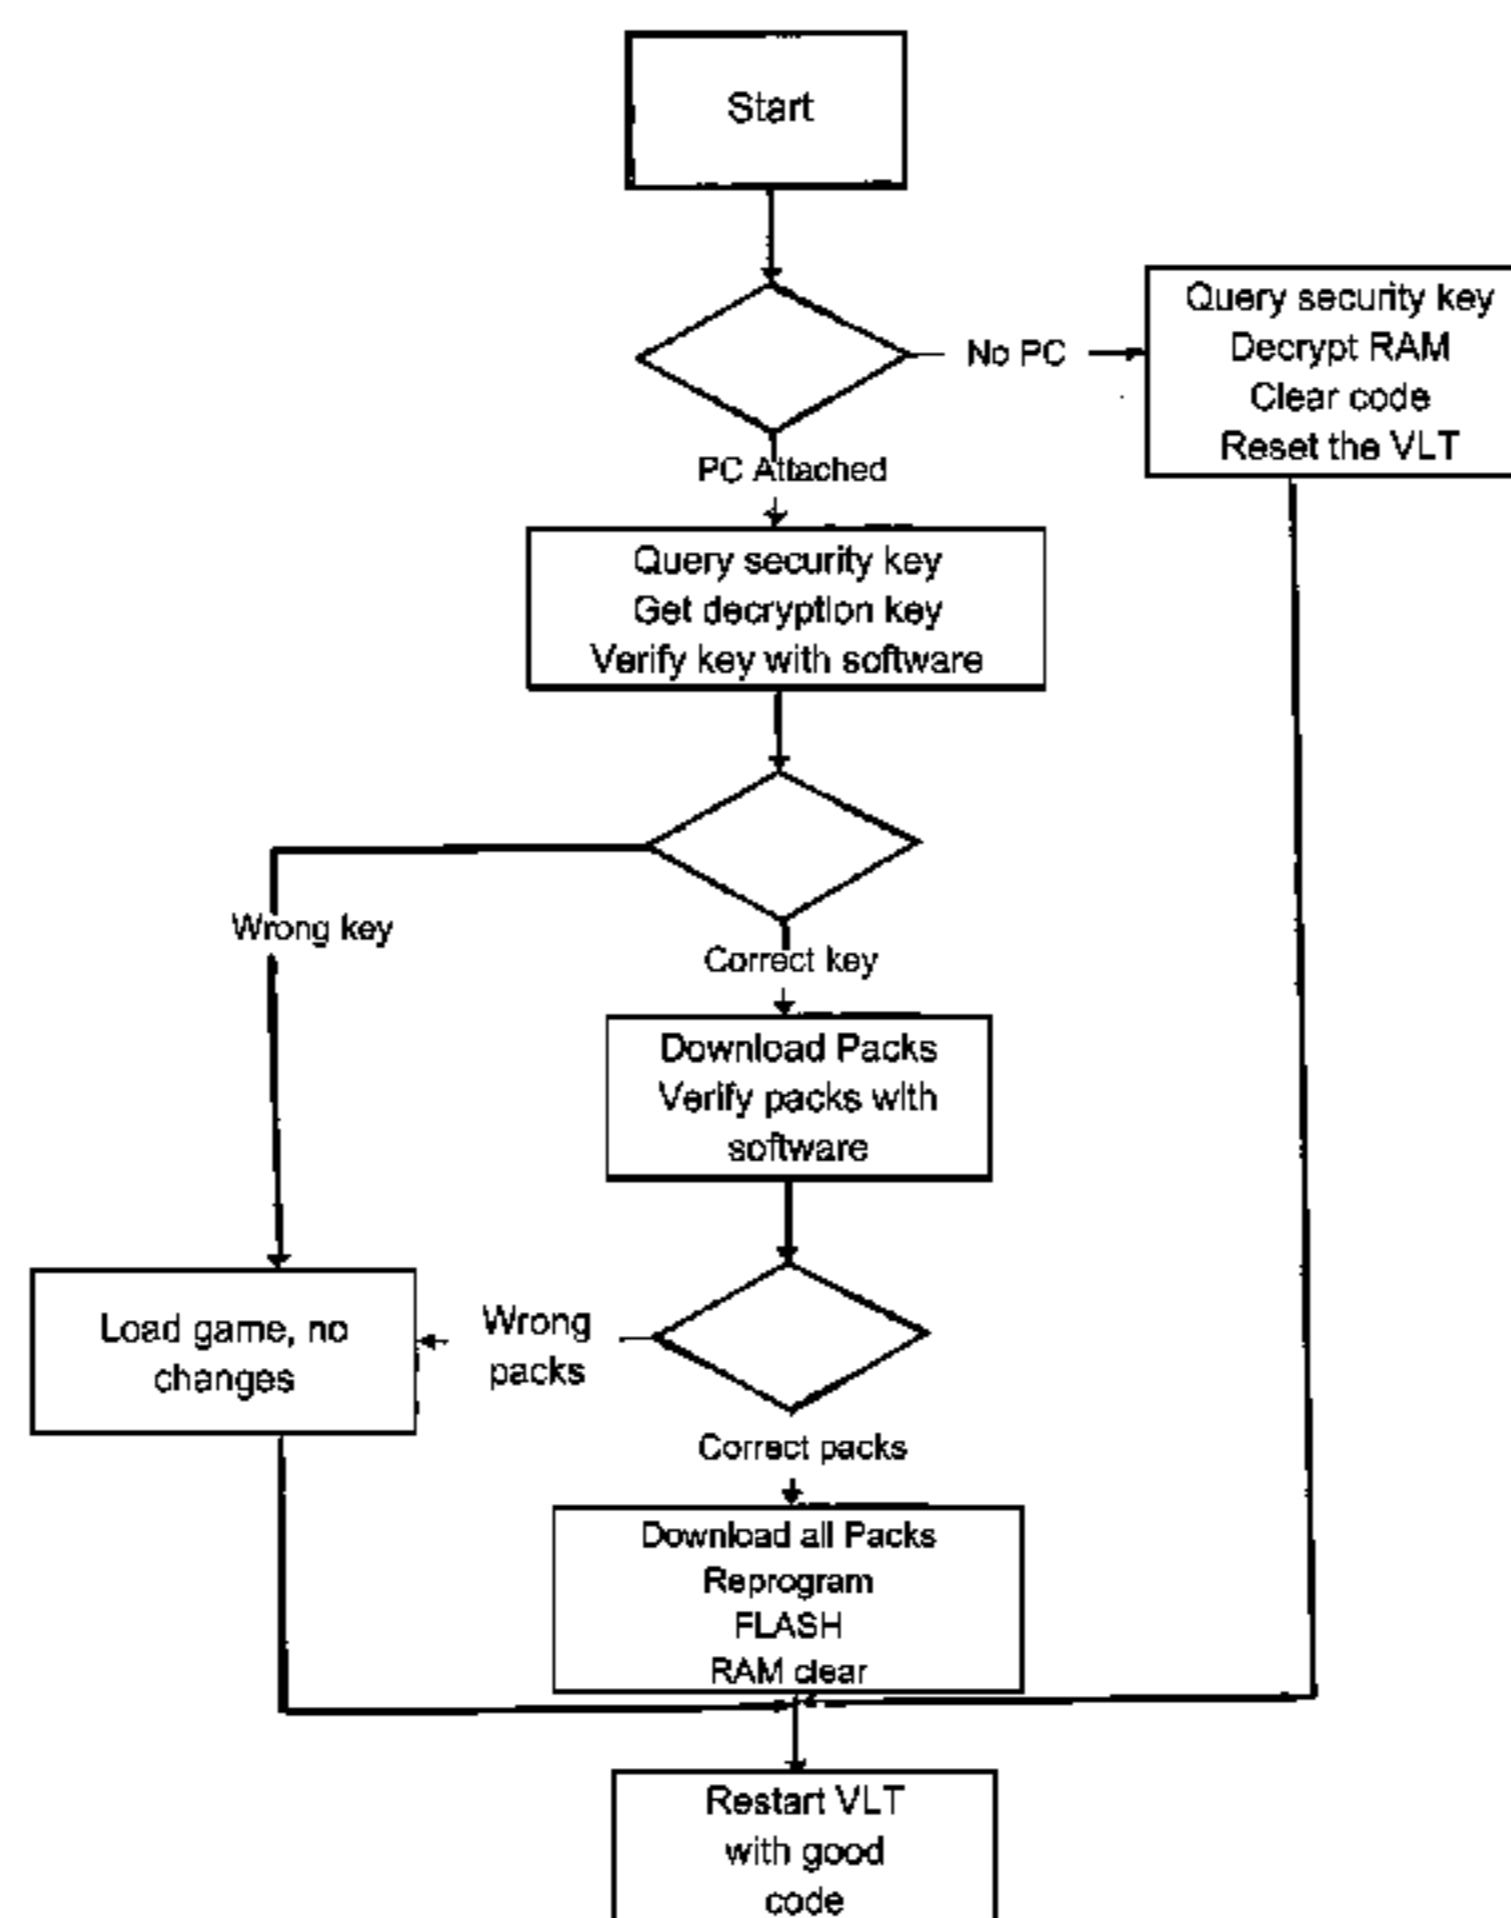 Start
No PC
Query security key
Decrypt RAM
Clear code
Reset the VLT
PC Attached
Query security key
Get decryption key
Verify key with software
Wrong key
Correct key
Download Packs
Verify packs with
software
Load game, no
changes
Wrong
packs
Correct packs
Download all Packs
Reprogram
FLASH
RAM clear
Restart VLT
with good
code